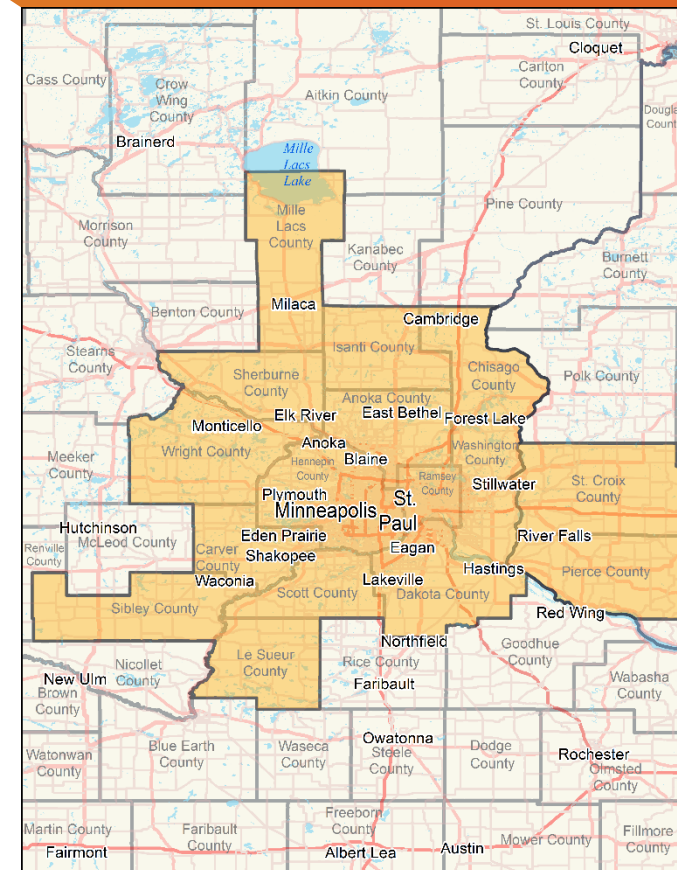 St. Louis County
Cloquet
Carlton
County
Cass County
Crow
Wing
County
Aitkin County
Brainerd
Mille
Lacs
Lake
Pine County
Mille
Lacs
County
Morrison
County
Kanabec
County
Burnett
County
Milaca
Benton County
Cambridge
Isanti County
Stearns
County
Sherburne
County
Chisago
County
Polk County
Anoka County
Elk River
East Bethel
Forest Lake
Monticello
Anoka
Wright County
Washington
County
Meeker
County
Blaine
Hennepin
County
Ramsey
County
Stillwater
St. Croix
County
Plymouth
St.
Paul
Minneapolis
Hutchinson
McLeod County
Eden Prairie
River Falls
Renville
County
Carver
County
Shakopee
Eagan
Hastings
Pierce County
Waconia
Lakeville
Scott County
Dakota County
Sibley County
Red Wing
Northfield
Goodhue
County
Le Sueur
County
Rice County
Nicollet
County
New Ulm
Brown
County
Faribault
Wabasha
County
Owatonna
Steele
County
Watonwan
County
Blue Earth
County
Waseca
County
Dodge
County
Rochester
Olmsted
County
Freeborn
County
Martin County
Faribault
County
Mower County
Fillmore
County
Fairmont
Albert Lea
Austin